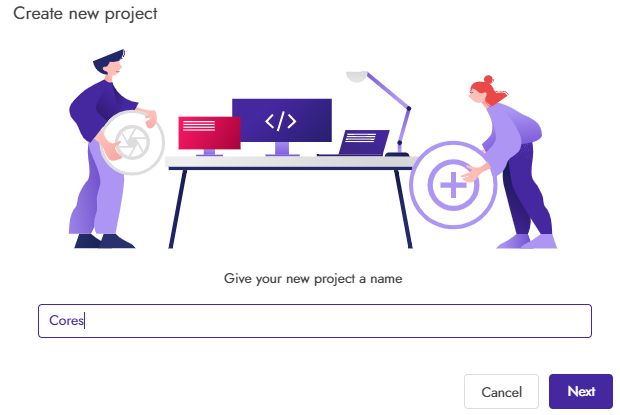 Create new project
</>
Give your new project a name
Cores
Cancel
Next